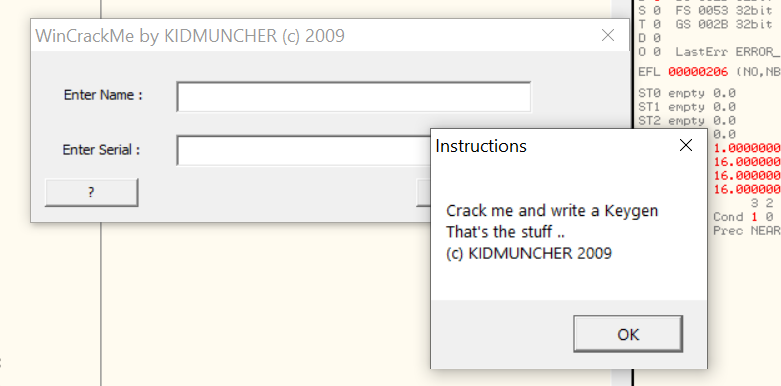 S 0 FS 0053 32bit
T 0 GS 002B 32bit
D 0
O 0 LastErr ERROR_
EFL 00000206 (NO,NB
ST0 empty 0.0
ST1 empty 0.0
ST2 empty 0.0
0.0
1.0000000
16.000000
16.000000
16.000000
3 2
Cond 1 0
Prec NEAR
WinCrackMe by KIDMUNCHER (c) 2009
Enter Name :
Enter Serial :
?
Instructions
Crack me and write a Keygen
That's the stuff ..
(c) KIDMUNCHER 2009
OK